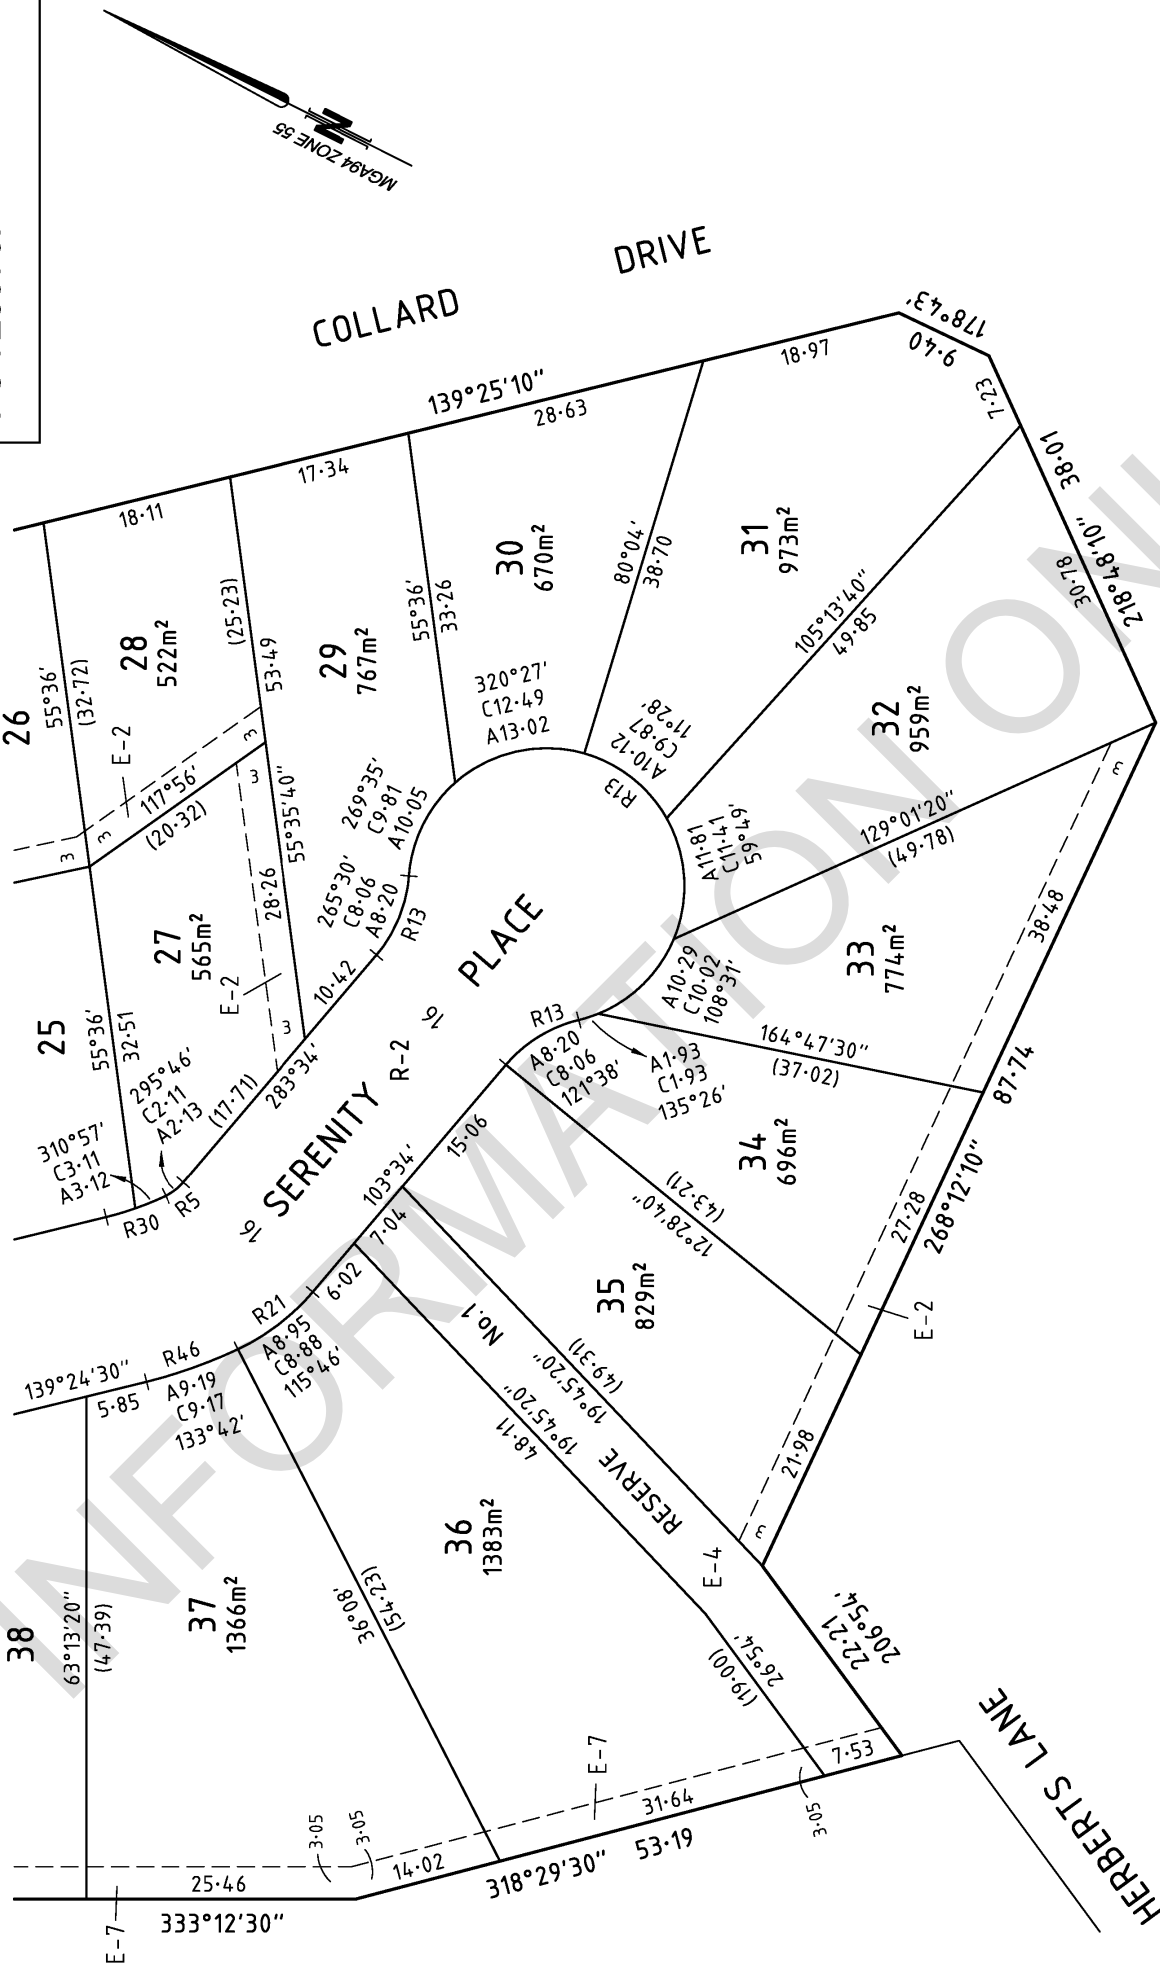 MGA94 ZONE 55
N
COLLARD DRIVE
178°43'
9·40
7·23
18·97
139°25'10"
28·63
17·34
18·11
38·01
218°48'10"
30·78
26
55°36'
(32·72)
28
522m²
(25·23)
53·49
E-2
117°56'
(20·32)
3
3
3
29
767m²
55°36'
33·26
30
670m²
80°04'
38·70
31
973m²
105°13'40"
49·85
32
959m²
320°27'
C12·49
A13·02
A10·12
C9·87
11°28'
R13
269°35'
C9·81
A10·05
265°30'
C8·06
A8·20
R13
A11·81
C11·41
59°49'
129°01'20"
(49·78)
3
55°35'40"
28·26
27
565m²
E-2
3
10·42
25
55°36'
32·51
295°46'
C2·11
A2·13
310°57'
C3·11
A3·12
R30
R5
(17·71)
283°34'
16
SERENITY PLACE
R-2
16
33
774m²
38·48
A10·29
C10·02
108°31'
R13
A8·20
C8·06
121°38'
A1·93
C1·93
135°26'
164°47'30"
(37·02)
87·74
268°12'10"
34
696m²
27·28
E-2
15·06
103°34'
7·04
6·02
12°28'40"
(43·21)
35
829m²
21·98
3
No.1
19°45'20"
(49·31)
19°45'20"
48·11
RESERVE
E-4
R21
A8·95
C8·88
115°46'
R46
A9·19
C9·17
133°42'
139°24'30"
5·85
38
63°13'20"
(47·39)
37
1366m²
36°08'
(54·23)
36
1383m²
26°54'
(19·00)
22·21
206°54'
7·53
3·05
31·64
E-7
53·19
318°29'30"
14·02
3·05
3·05
25·46
333°12'30"
E-7
HERBERTS LANE
INFORMATION ONL